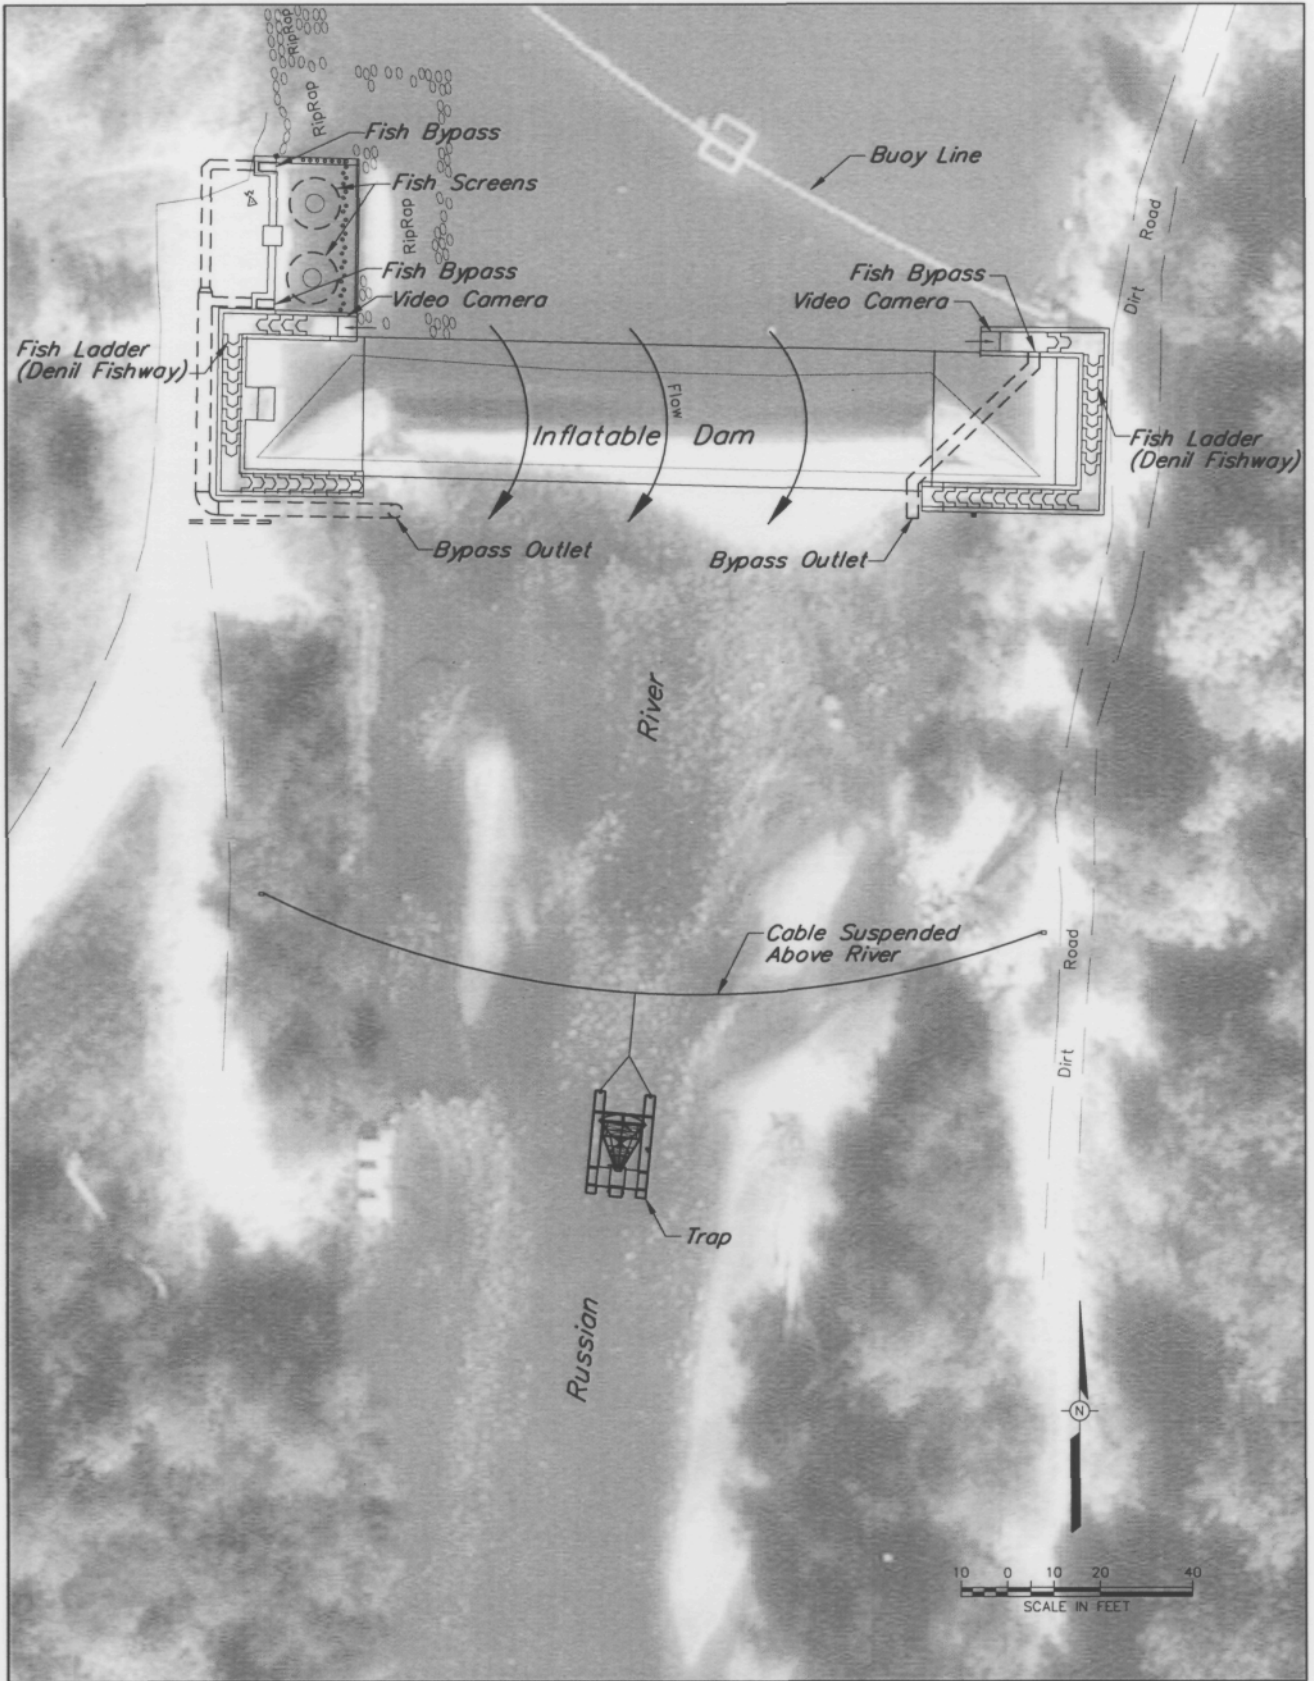 RipRap
RipRap
Fish Bypass
Fish Screens
Buoy Line
RipRap
Road
Dirt
Fish Bypass
Video Camera
Fish Bypass
Video Camera
Fish Ladder
(Denil Fishway)
Flow
Inflatable Dam
Fish Ladder
(Denil Fishway)
Bypass Outlet
Bypass Outlet
River
Cable Suspended
Above River
Road
Dirt
Trap
Russian
N
10 0 10 20 40
SCALE IN FEET